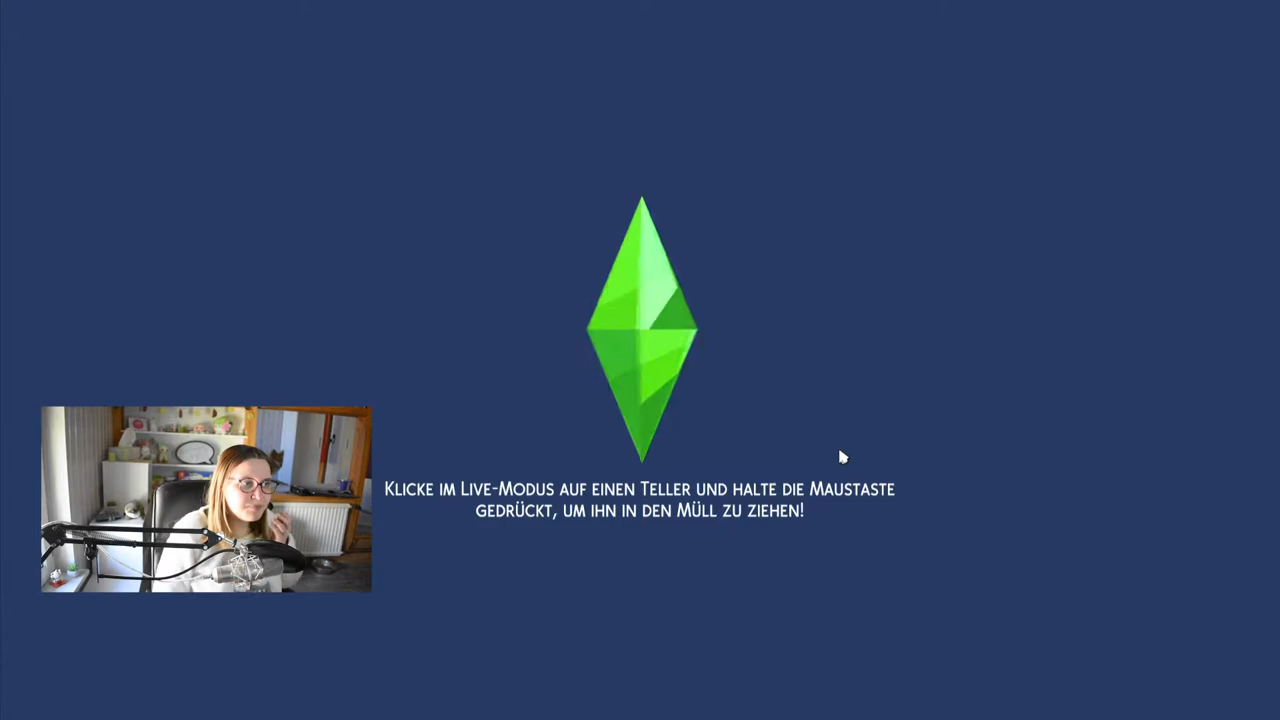 Klicke im Live-Modus auf einen Teller und halte die Maustaste
gedrückt, um ihn in den Müll zu ziehen!